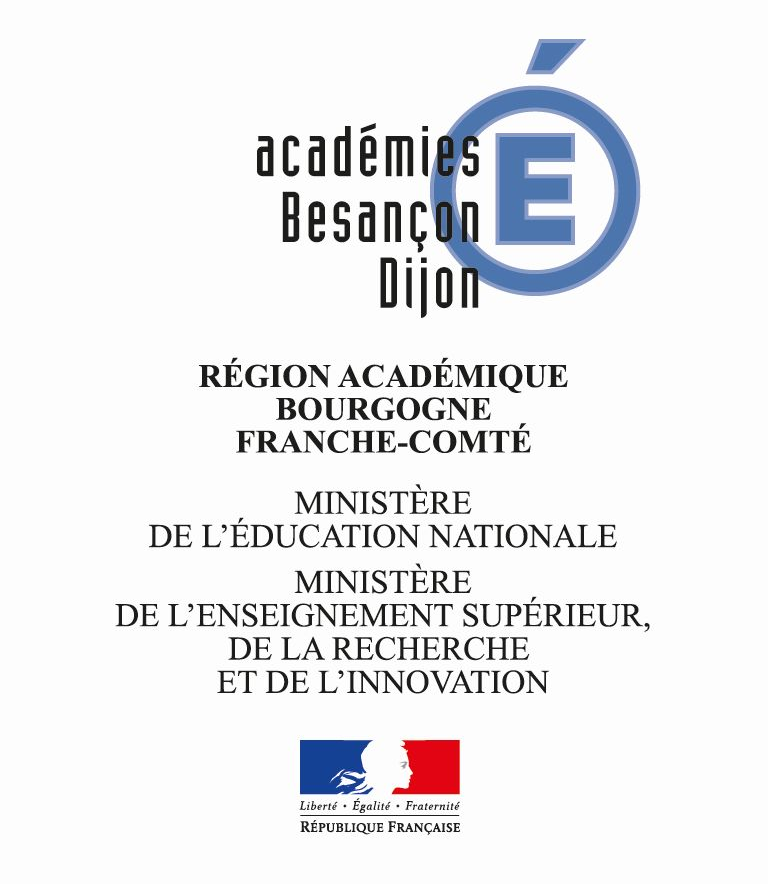 académies
Besançon
Dijon
É
RÉGION ACADÉMIQUE
BOURGOGNE
FRANCHE-COMTÉ
MINISTÈRE
DE L’ÉDUCATION NATIONALE
MINISTÈRE
DE L’ENSEIGNEMENT SUPÉRIEUR,
DE LA RECHERCHE
ET DE L’INNOVATION
Liberté • Égalité • Fraternité
RÉPUBLIQUE FRANÇAISE